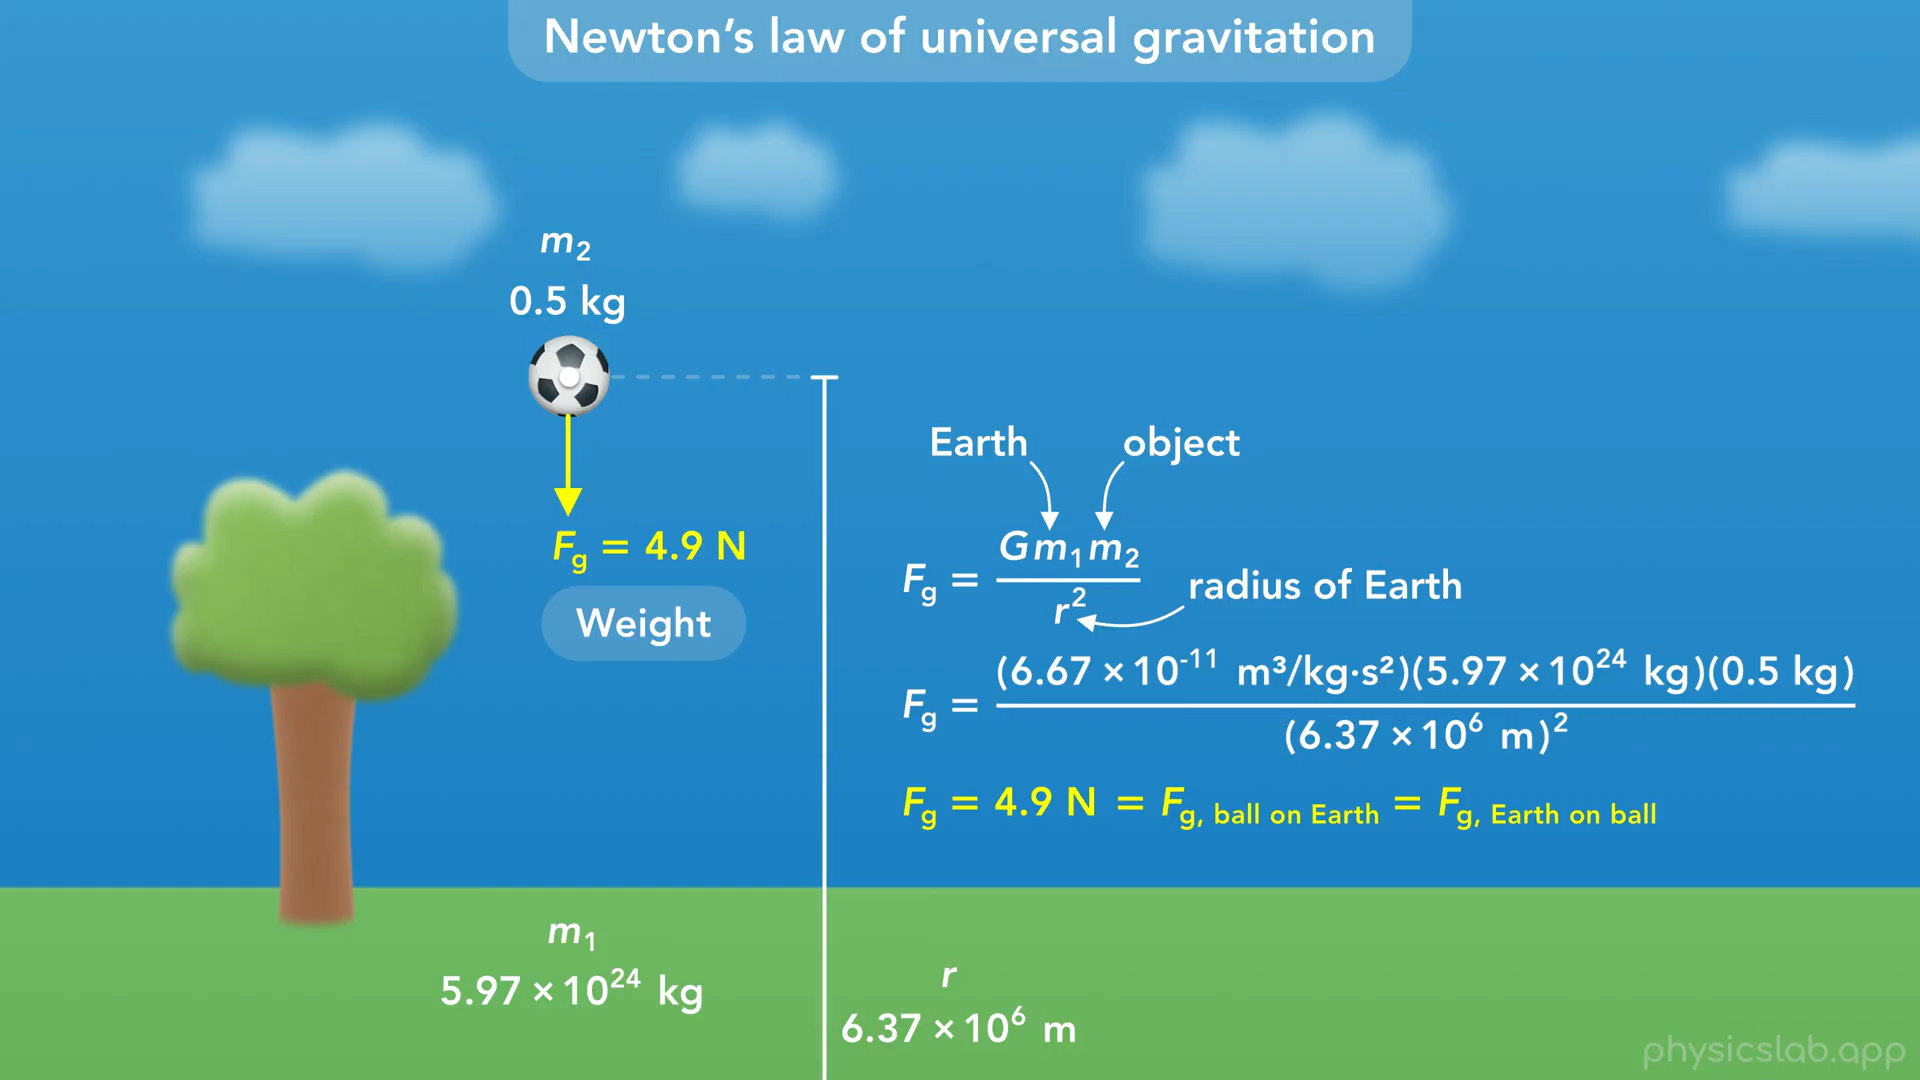 Newton's law of universal gravitation
m₂
0.5 kg
Fg = 4.9 N
Weight
Earth
object
Fg = Gm₁m₂ / r²
radius of Earth
Fg = (6.67 × 10⁻¹¹ m³/kg·s²)(5.97 × 10²⁴ kg)(0.5 kg) / (6.37 × 10⁶ m)²
Fg = 4.9 N = Fg, ball on Earth = Fg, Earth on ball
m₁
5.97 × 10²⁴ kg
r
6.37 × 10⁶ m
physicslab.app